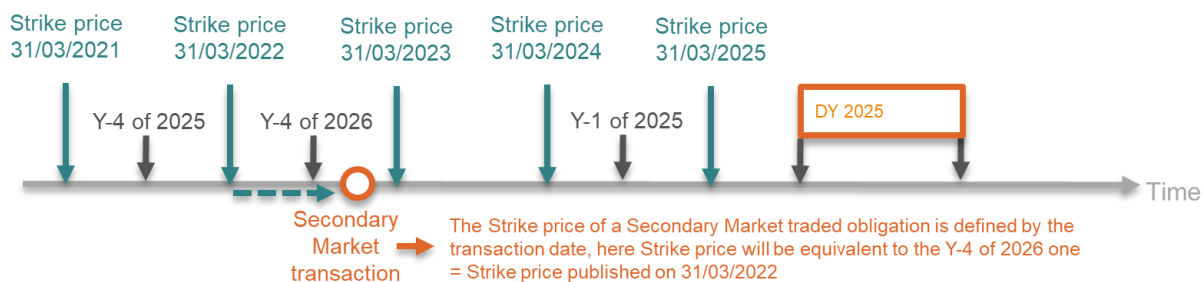 Strike price
31/03/2021
Strike price
31/03/2022
Strike price
31/03/2023
Strike price
31/03/2024
Strike price
31/03/2025
Y-4 of 2025
Y-4 of 2026
Y-1 of 2025
DY 2025
Time
Secondary
Market
transaction
The Strike price of a Secondary Market traded obligation is defined by the
transaction date, here Strike price will be equivalent to the Y-4 of 2026 one
= Strike price published on 31/03/2022